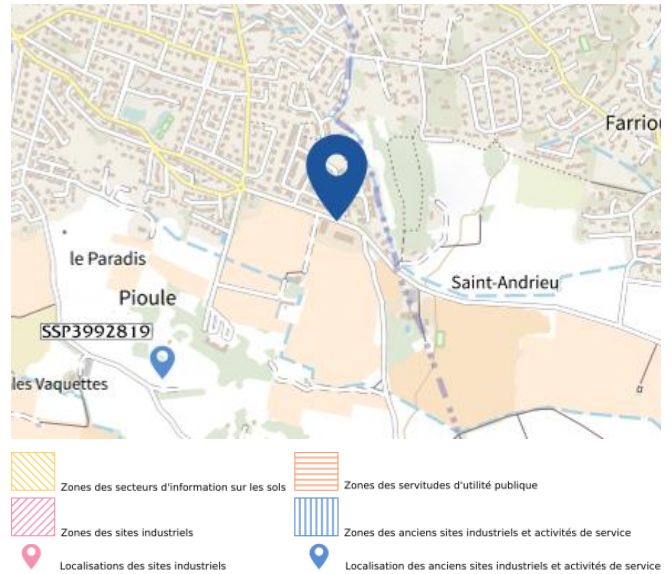 Farriou
le Paradis
Saint-Andrieu
Pioule
SSP3992819
les Vaquettes
Zones des secteurs d'information sur les sols
Zones des servitudes d'utilité publique
Zones des sites industriels
Zones des anciens sites industriels et activités de service
Localisations des sites industriels
Localisation des anciens sites industriels et activités de service